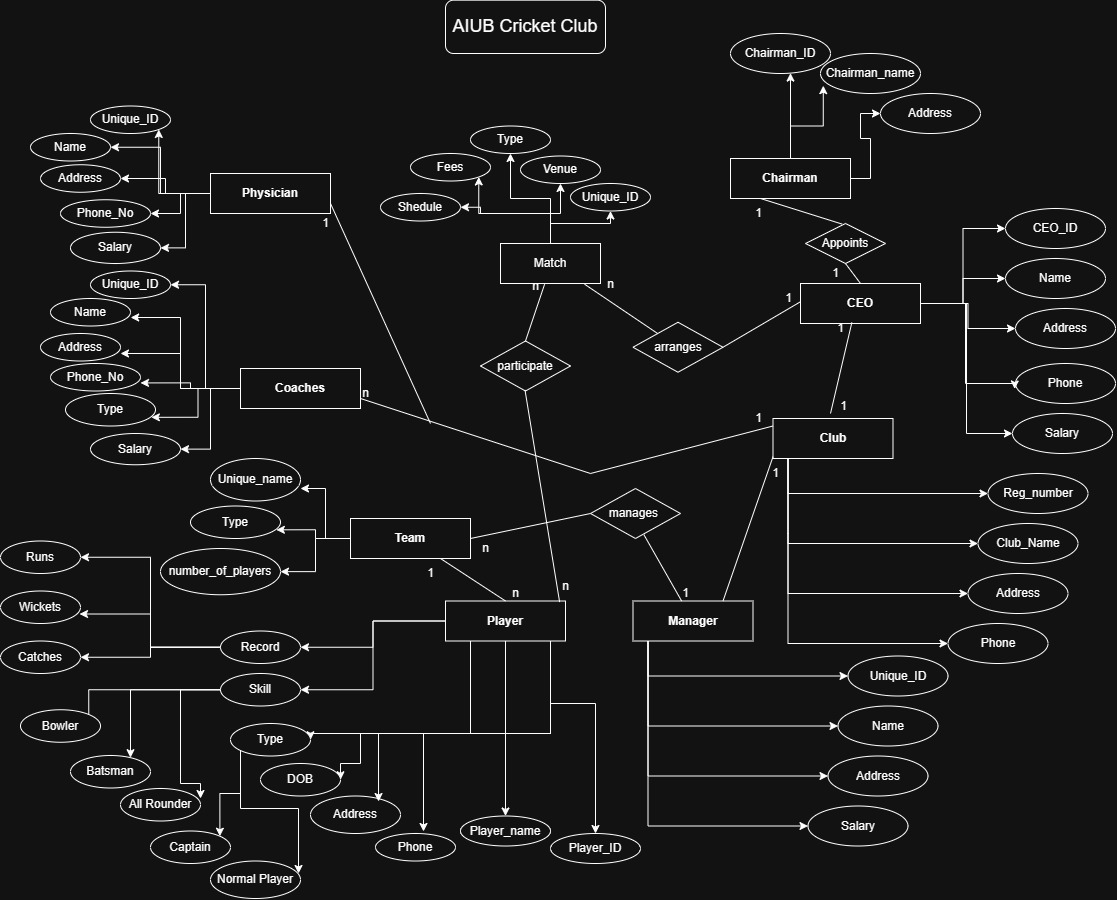 AIUB Cricket Club
Chairman_ID
Chairman_name
Address
Chairman
1
Appoints
1
Unique_ID
Name
Address
Phone_No
Salary
Physician
1
Type
Fees
Venue
Shedule
Unique_ID
Match
n
n
participate
arranges
1
CEO
1
CEO_ID
Name
Address
Phone
Salary
Unique_ID
Name
Address
Phone_No
Type
Salary
Coaches
n
1
1
Club
1
Reg_number
Club_Name
Address
Phone
Unique_name
Type
number_of_players
Team
n
1
manages
1
n
n
Player
Manager
Unique_ID
Name
Address
Salary
Runs
Wickets
Catches
Record
Skill
Bowler
Batsman
All Rounder
Type
Captain
Normal Player
DOB
Address
Phone
Player_name
Player_ID